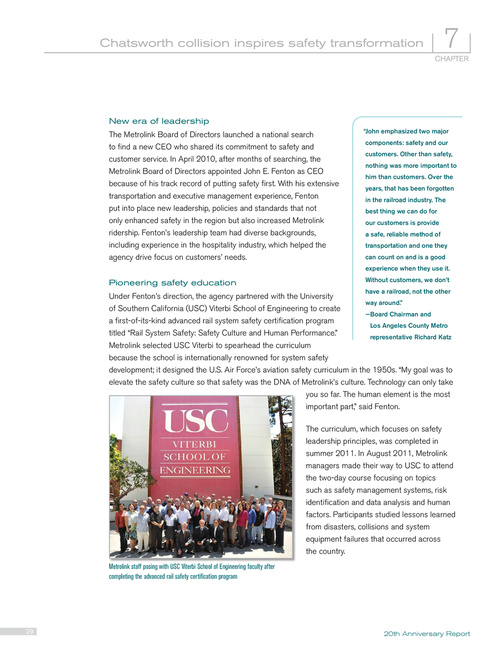 Chatsworth collision inspires safety transformation
7
CHAPTER
New era of leadership
The Metrolink Board of Directors launched a national search
to find a new CEO who shared its commitment to safety and
customer service. In April 2010, after months of searching, the
Metrolink Board of Directors appointed John E. Fenton as CEO
because of his track record of putting safety first. With his extensive
transportation and executive management experience, Fenton
put into place new leadership, policies and standards that not
only enhanced safety in the region but also increased Metrolink
ridership. Fenton's leadership team had diverse backgrounds,
including experience in the hospitality industry, which helped the
agency drive focus on customers' needs.
Pioneering safety education
Under Fenton's direction, the agency partnered with the University
of Southern California (USC) Viterbi School of Engineering to create
a first-of-its-kind advanced rail system safety certification program
titled "Rail System Safety: Safety Culture and Human Performance."
Metrolink selected USC Viterbi to spearhead the curriculum
because the school is internationally renowned for system safety
development; it designed the U.S. Air Force's aviation safety curriculum in the 1950s. "My goal was to
elevate the safety culture so that safety was the DNA of Metrolink's culture. Technology can only take
you so far. The human element is the most
important part," said Fenton.
The curriculum, which focuses on safety
leadership principles, was completed in
summer 2011. In August 2011, Metrolink
managers made their way to USC to attend
the two-day course focusing on topics
such as safety management systems, risk
identification and data analysis and human
factors. Participants studied lessons learned
from disasters, collisions and system
equipment failures that occurred across
the country.
"John emphasized two major
components: safety and our
customers. Other than safety,
nothing was more important to
him than customers. Over the
years, that has been forgotten
in the railroad industry. The
best thing we can do for
our customers is provide
a safe, reliable method of
transportation and one they
can count on and is a good
experience when they use it.
Without customers, we don't
have a railroad, not the other
way around."
—Board Chairman and
Los Angeles County Metro
representative Richard Katz
USC
VITERBI
SCHOOL OF
ENGINEERING
Metrolink staff posing with USC Viterbi School of Engineering faculty after
completing the advanced rail safety certification program
20th Anniversary Report